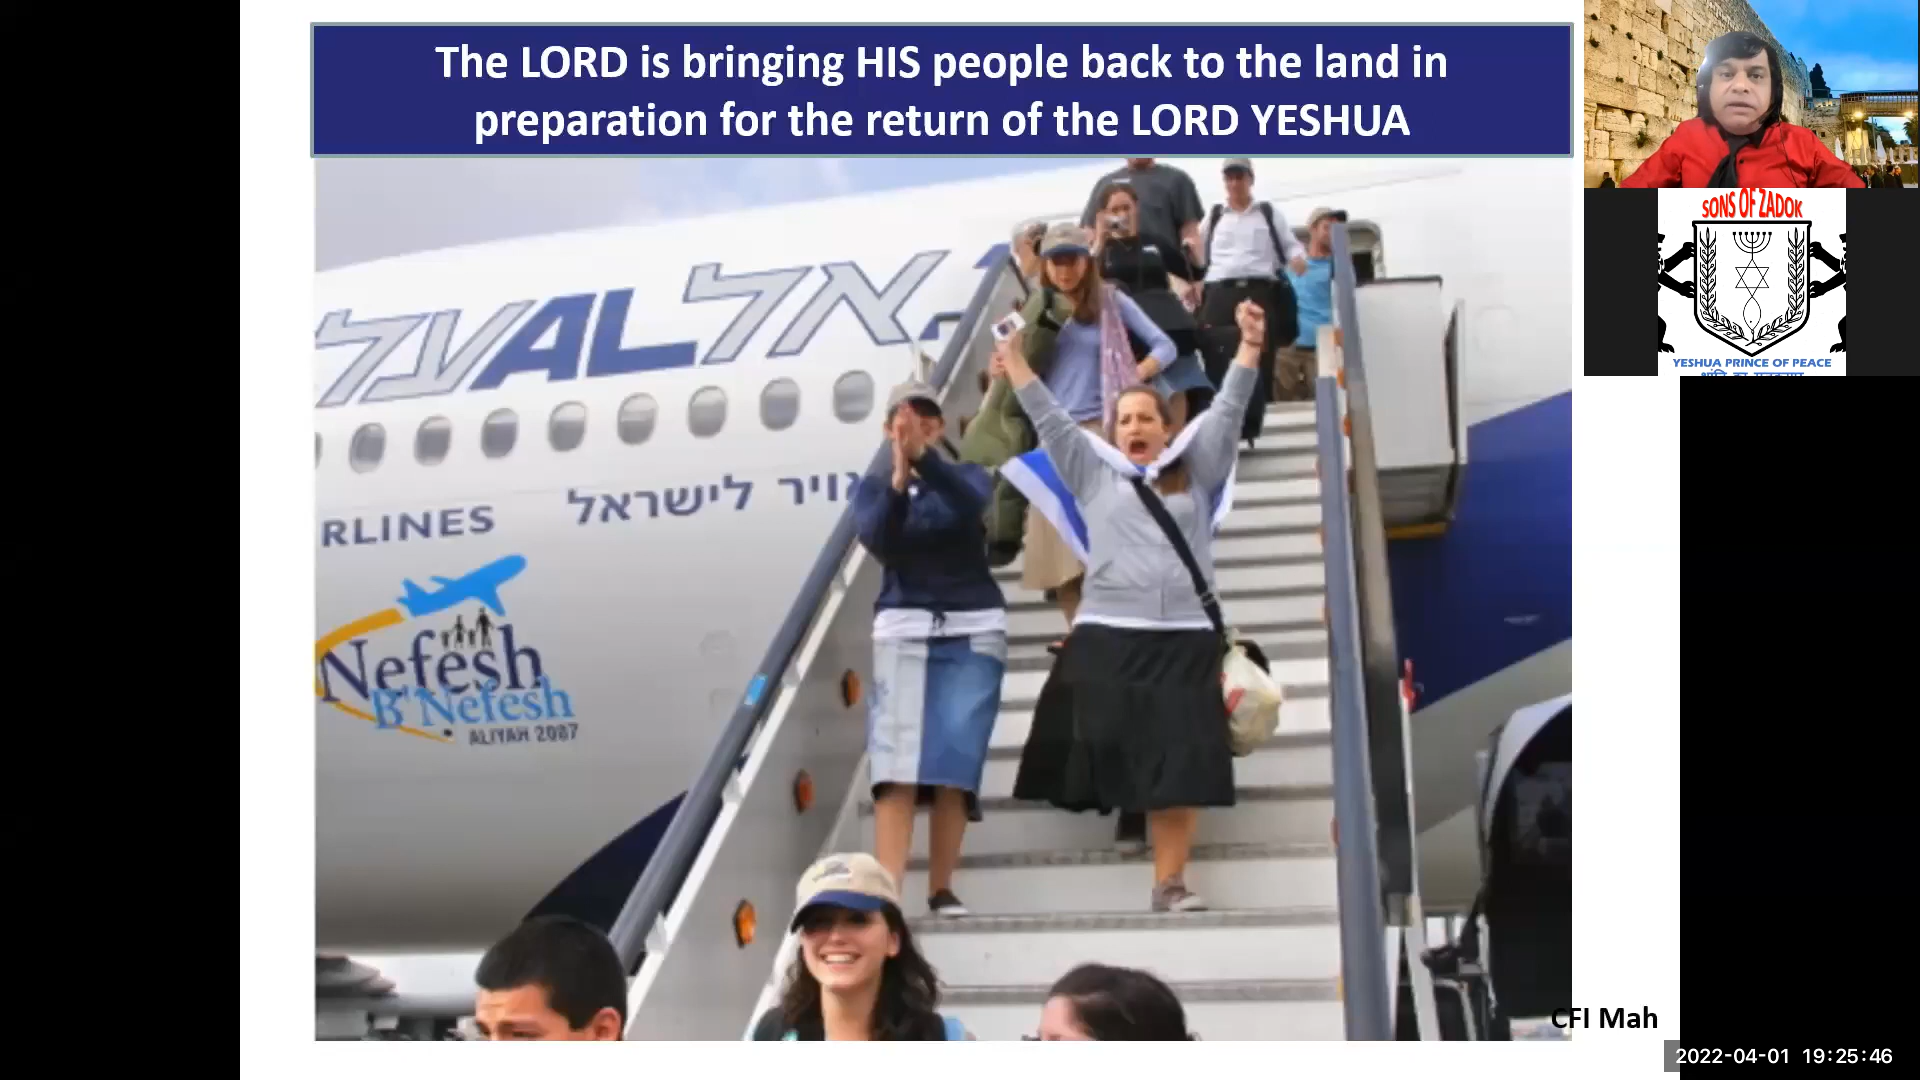 The LORD is bringing HIS people back to the land in
preparation for the return of the LORD YESHUA
SONS OF ZADOK
YESHUA PRINCE OF PEACE
אל על AL אל
RLINES אויר לישראל
Nefesh
B'Nefesh
ALIYAH 2007
CFI Mah
2022-04-01 19:25:46